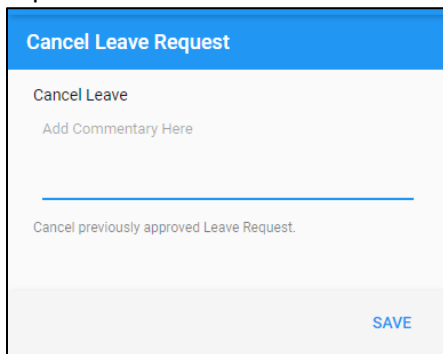 Cancel Leave Request
Cancel Leave
Add Commentary Here
Cancel previously approved Leave Request.
SAVE